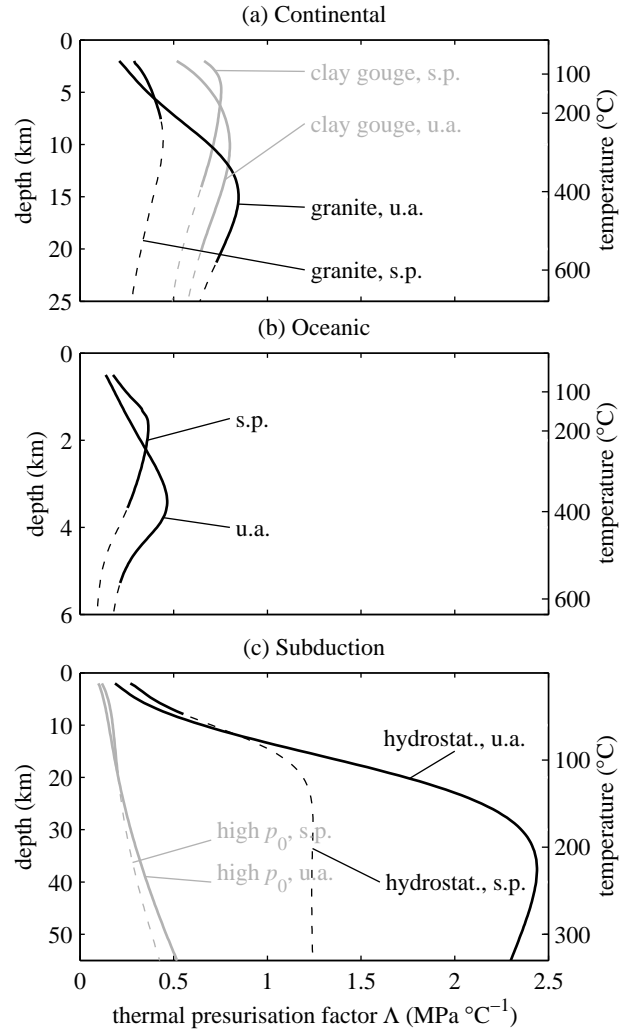 (a) Continental
0
5
10
15
20
25
depth (km)
100
200
400
600
temperature (°C)
clay gouge, s.p.
clay gouge, u.a.
granite, u.a.
granite, s.p.
(b) Oceanic
0
2
4
6
depth (km)
100
200
400
600
temperature (°C)
s.p.
u.a.
(c) Subduction
0
10
20
30
40
50
depth (km)
100
200
300
temperature (°C)
hydrostat., u.a.
high p₀, s.p.
high p₀, u.a.
hydrostat., s.p.
0 0.5 1 1.5 2 2.5
thermal presurisation factor Λ (MPa °C⁻¹)